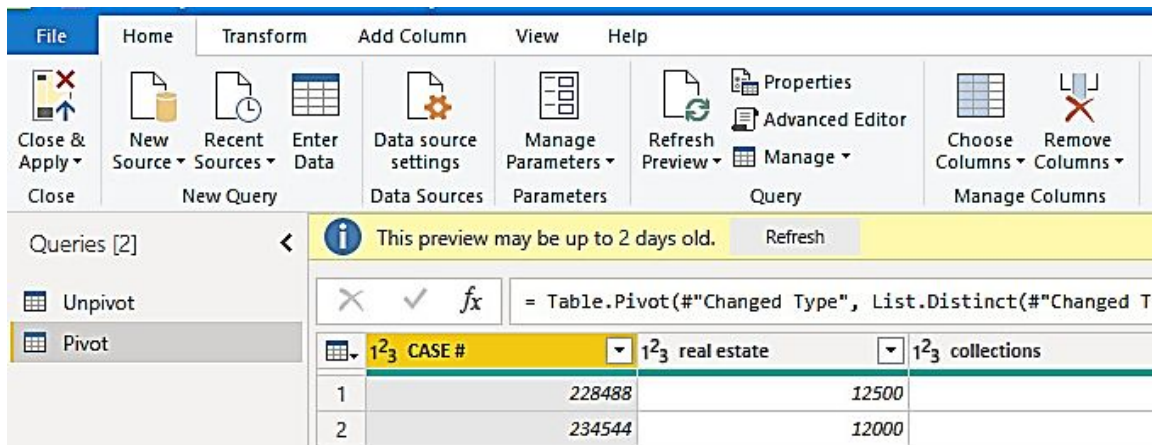 File Home Transform Add Column View Help
Close & Apply
New Source
Recent Sources
Enter Data
Data source settings
Manage Parameters
Refresh Preview
Properties
Advanced Editor
Manage
Choose Columns
Remove Columns
Close New Query Data Sources Parameters Query Manage Columns
Queries [2]
This preview may be up to 2 days old. Refresh
Unpivot
Pivot
fx = Table.Pivot(#"Changed Type", List.Distinct(#"Changed T
1²3 CASE # 1²3 real estate 1²3 collections
1 228488 12500
2 234544 12000